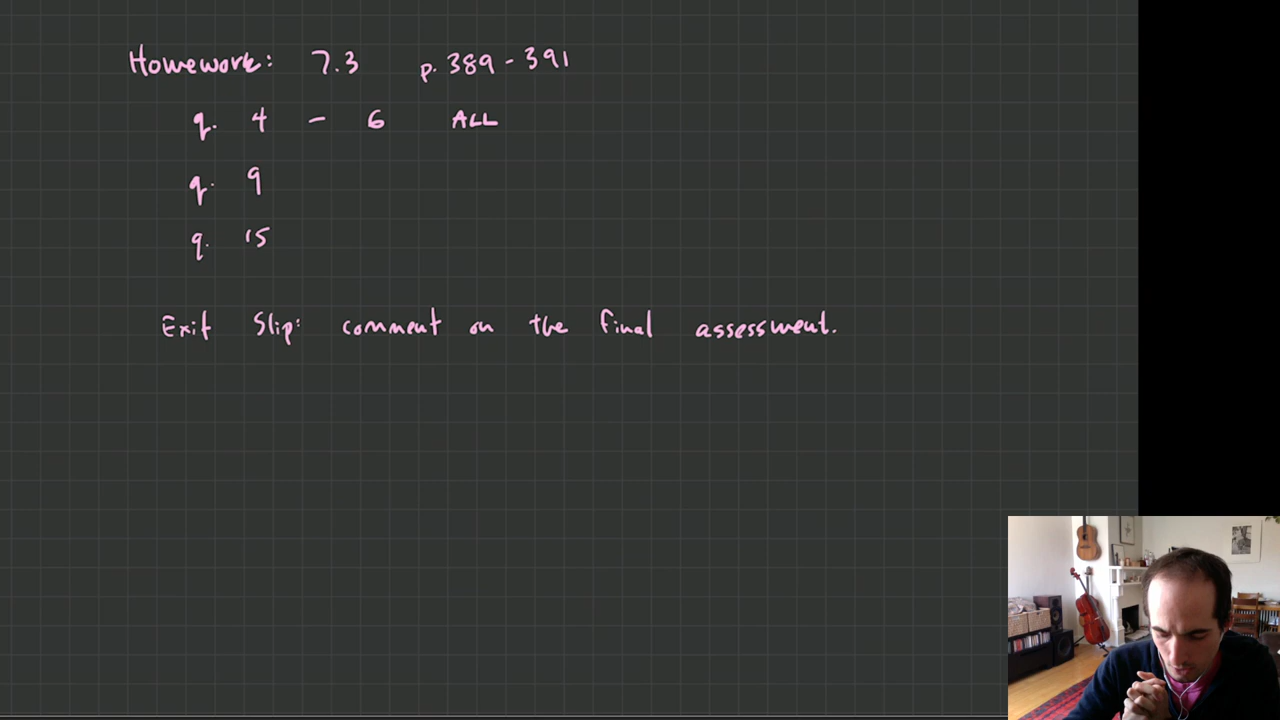 Homework: 7.3 p. 389 - 391
q. 4 - 6 ALL
q. 9
q. 15
Exit Slip: comment on the final assessment.